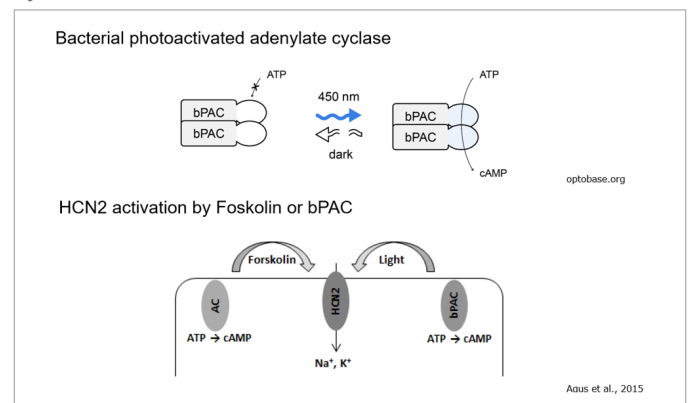 Bacterial photoactivated adenylate cyclase
ATP
bPAC
bPAC
450 nm
dark
ATP
bPAC
bPAC
cAMP
optobase.org
HCN2 activation by Foskolin or bPAC
Forskolin
Light
AC
HCN2
bPAC
ATP → cAMP
ATP → cAMP
Na⁺, K⁺
Agus et al., 2015